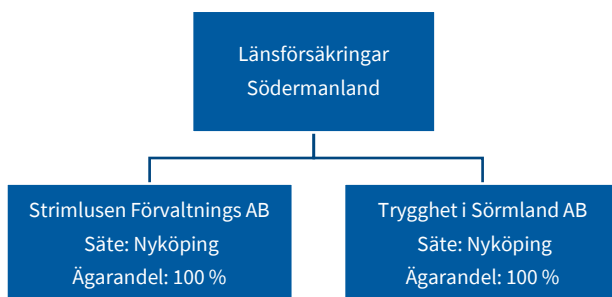 Länsförsäkringar
Södermanland
Strimlusen Förvaltnings AB
Säte: Nyköping
Ägarandel: 100 %
Trygghet i Sörmland AB
Säte: Nyköping
Ägarandel: 100 %